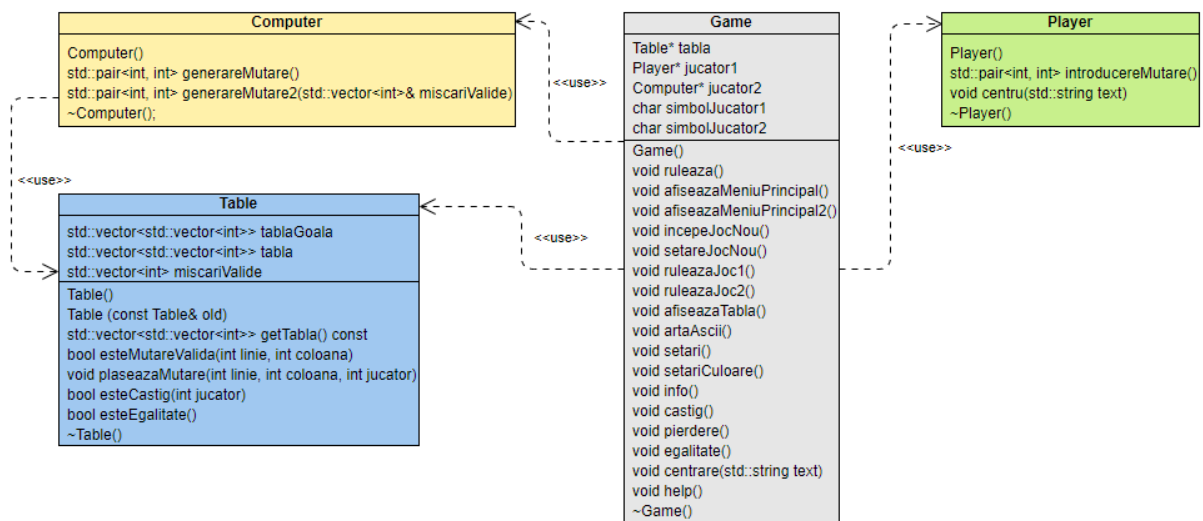 Computer
Computer()
std::pair<int, int> generareMutare()
std::pair<int, int> generareMutare2(std::vector<int>& miscariValide)
~Computer();
<<use>>
Table
std::vector<std::vector<int>> tablaGoala
std::vector<std::vector<int>> tabla
std::vector<int> miscariValide
Table()
Table (const Table& old)
std::vector<std::vector<int>> getTabla() const
bool esteMutareValida(int linie, int coloana)
void plaseazaMutare(int linie, int coloana, int jucator)
bool esteCastig(int jucator)
bool esteEgalitate()
~Table()
<<use>>
<<use>>
Game
Table* tabla
Player* jucator1
Computer* jucator2
char simbolJucator1
char simbolJucator2
Game()
void ruleaza()
void afiseazaMeniuPrincipal()
void afiseazaMeniuPrincipal2()
void incepeJocNou()
void setareJocNou()
void ruleazaJoc1()
void ruleazaJoc2()
void afiseazaTabla()
void artaAscii()
void setari()
void setariCuloare()
void info()
void castig()
void pierdere()
void egalitate()
void centrare(std::string text)
void help()
~Game()
<<use>>
Player
Player()
std::pair<int, int> introducereMutare()
void centru(std::string text)
~Player()